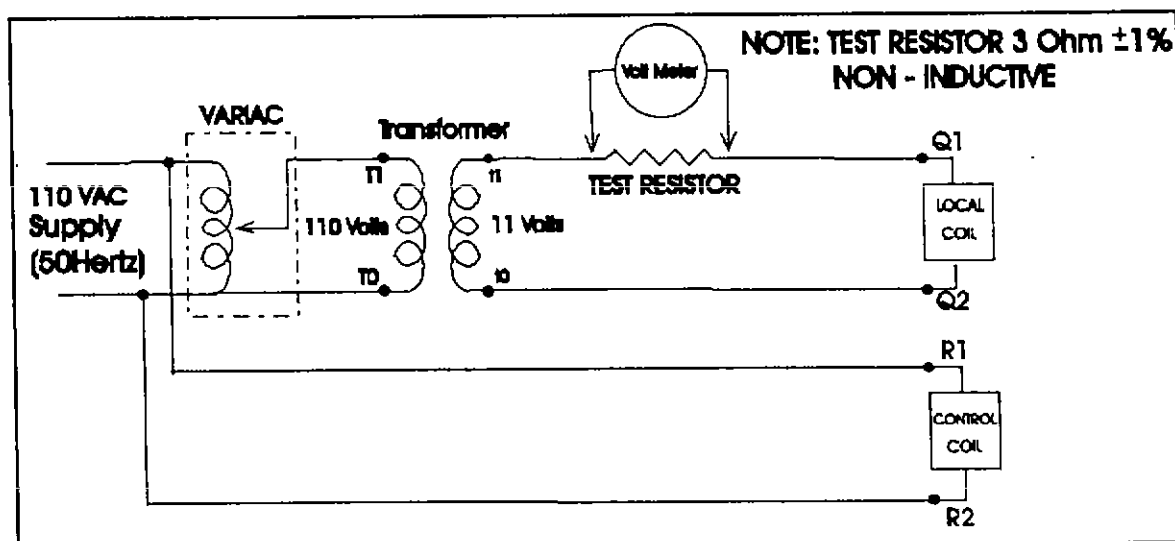 NOTE: TEST RESISTOR 3 Ohm ±1%
NON - INDUCTIVE
Volt Meter
VARIAC
Transformer
TEST RESISTOR
Q1
110 VAC
Supply
(50Hertz)
T1
110 Volts
T0
t1
11 Volts
t0
LOCAL
COIL
Q2
R1
CONTROL
COIL
R2